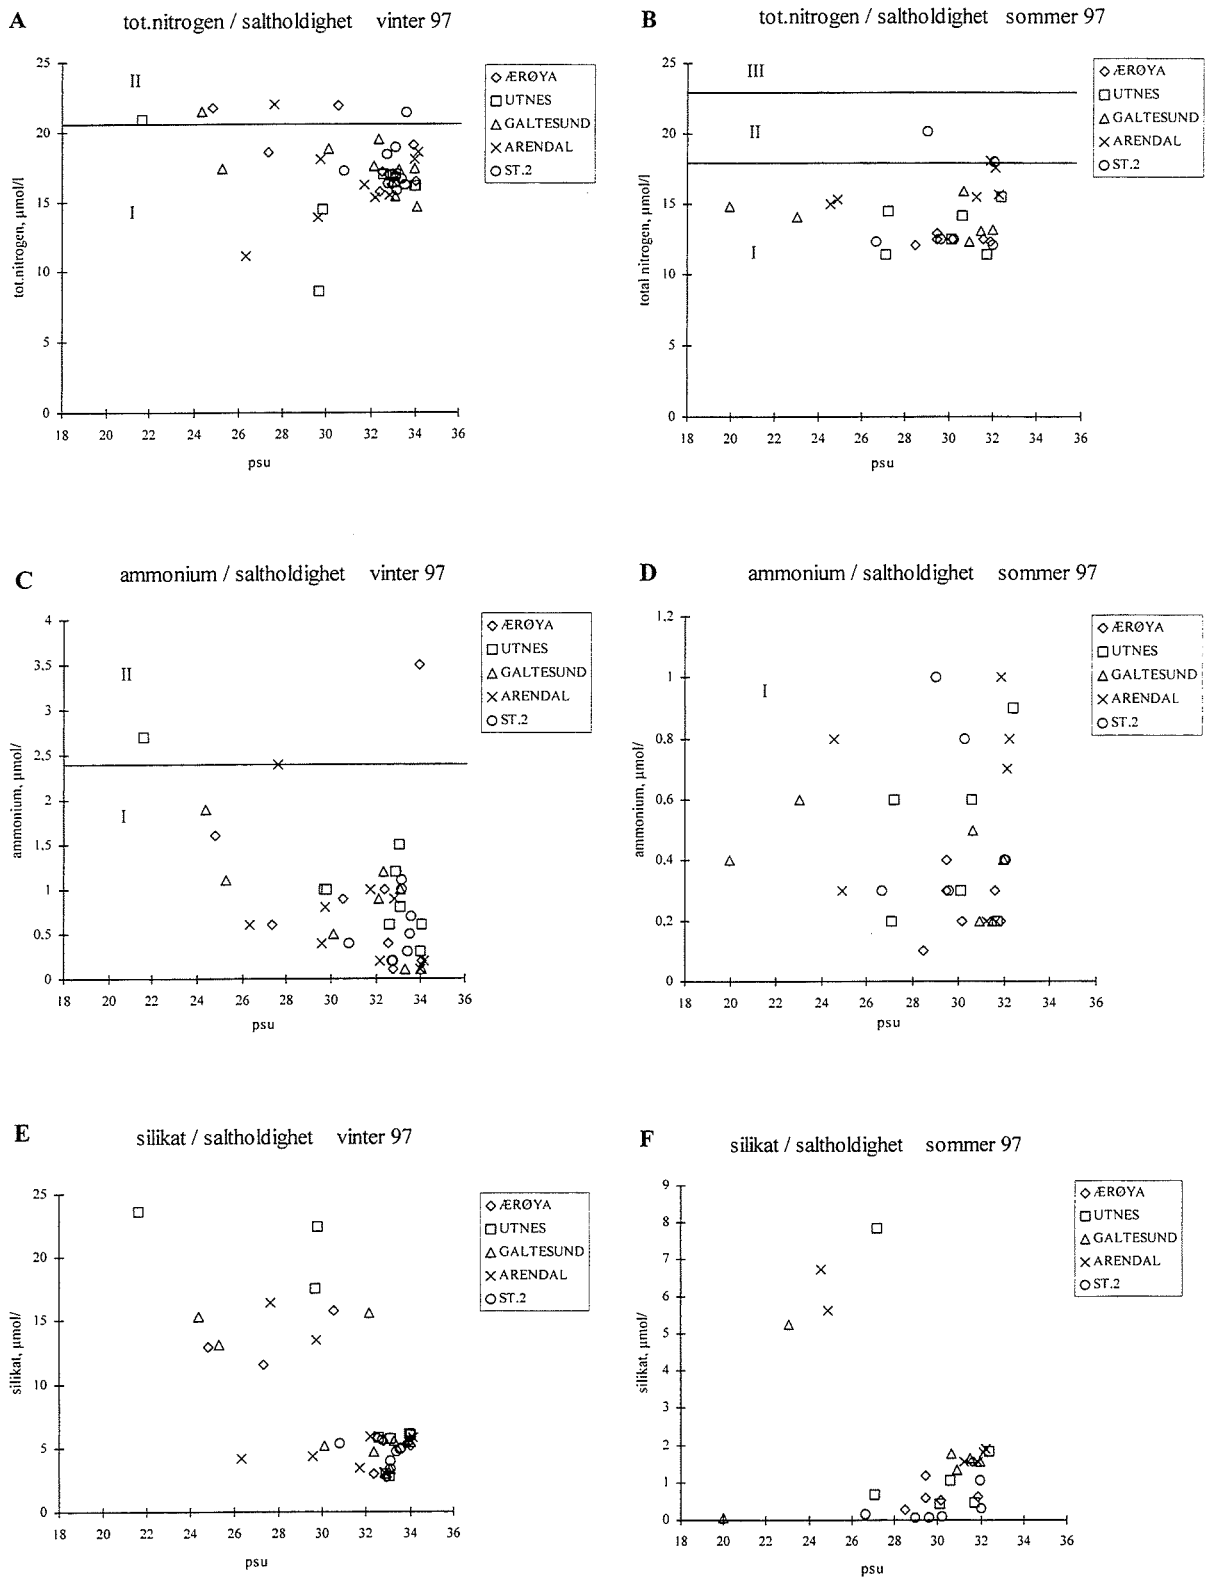 A tot.nitrogen / saltholdighet vinter 97
25
20
15
10
5
0
II
I
tot.nitrogen, µmol/l
18 20 22 24 26 28 30 32 34 36
psu
ÆRØYA
UTNES
GALTESUND
ARENDAL
ST.2
B tot.nitrogen / saltholdighet sommer 97
25
20
15
10
5
0
III
II
I
total nitrogen, µmol/l
18 20 22 24 26 28 30 32 34 36
psu
ÆRØYA
UTNES
GALTESUND
ARENDAL
ST.2
C ammonium / saltholdighet vinter 97
4
3.5
3
2.5
2
1.5
1
0.5
0
II
I
ammonium, µmol/
18 20 22 24 26 28 30 32 34 36
psu
ÆRØYA
UTNES
GALTESUND
ARENDAL
ST.2
D ammonium / saltholdighet sommer 97
1.2
1
0.8
0.6
0.4
0.2
0
I
ammonium, µmol/
18 20 22 24 26 28 30 32 34 36
psu
ÆRØYA
UTNES
GALTESUND
ARENDAL
ST.2
E silikat / saltholdighet vinter 97
25
20
15
10
5
0
silikat, µmol/
18 20 22 24 26 28 30 32 34 36
psu
ÆRØYA
UTNES
GALTESUND
ARENDAL
ST.2
F silikat / saltholdighet sommer 97
9
8
7
6
5
4
3
2
1
0
silikat, µmol/
18 20 22 24 26 28 30 32 34 36
psu
ÆRØYA
UTNES
GALTESUND
ARENDAL
ST.2